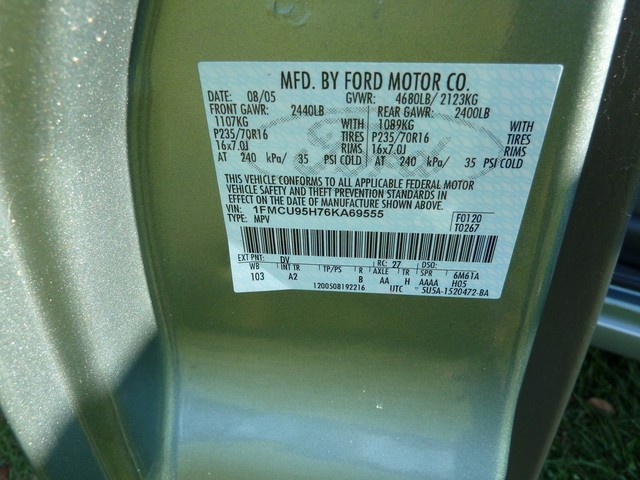 MFD. BY FORD MOTOR CO.
DATE: 08/05 GVWR: 4680LB/ 2123KG
FRONT GAWR: 2440LB REAR GAWR: 2400LB
1107KG WITH 1089KG WITH
P235/70R16 TIRES P235/70R16 TIRES
16x7.0J RIMS 16x7.0J RIMS
AT 240 kPa/ 35 PSI COLD AT 240 kPa/ 35 PSI COLD
THIS VEHICLE CONFORMS TO ALL APPLICABLE FEDERAL MOTOR
VEHICLE SAFETY AND THEFT PREVENTION STANDARDS IN
EFFECT ON THE DATE OF MANUFACTURE SHOWN ABOVE.
VIN: 1FMCU95H76KA69555 F0120
TYPE: MPV T0267
EXT PNT: DV RC: 27 DSO:
WB INT TR TP/PS R AXLE TR SPR 6M61A
103 A2 B AA H AAAA H05
1200508192216 UTC 5U5A-1520472-BA